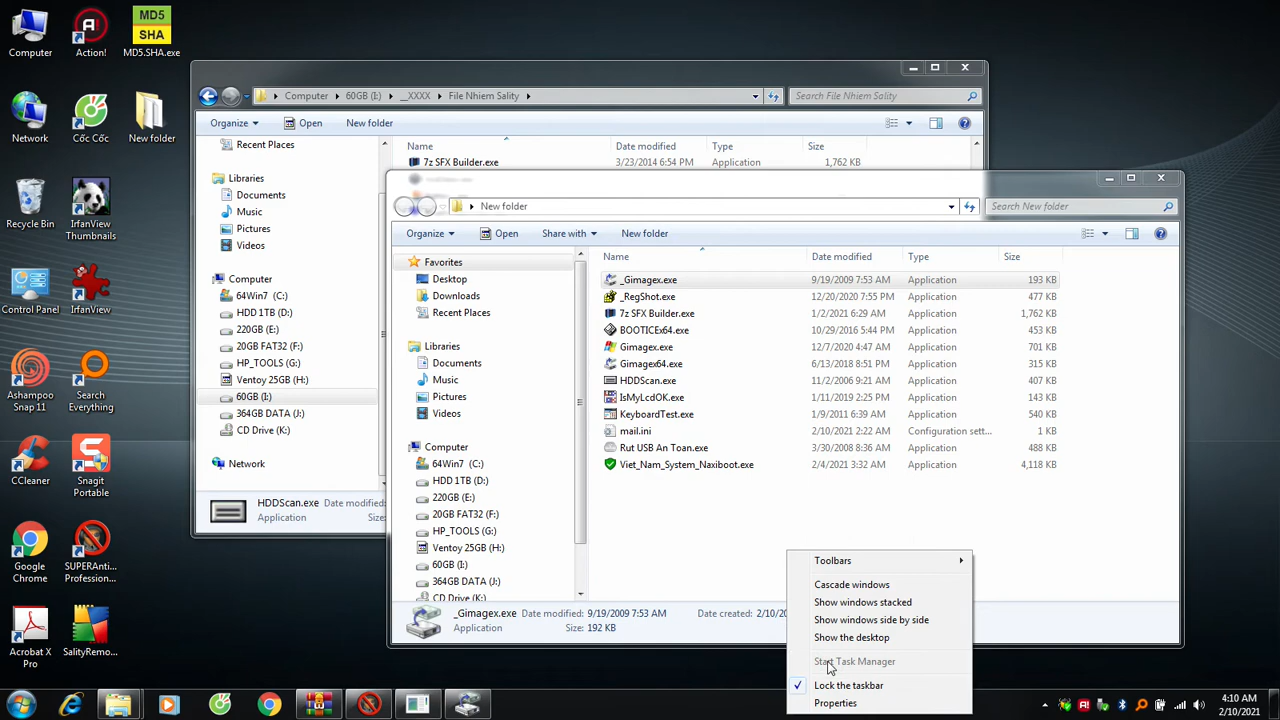 Computer
Action!
MD5
SHA
MD5.SHA.exe
Network
Cốc Cốc
New folder
Recycle Bin
IrfanView
Thumbnails
Control Panel
IrfanView
Ashampoo
Snap 11
Search
Everything
CCleaner
Snagit
Portable
Google
Chrome
SUPERAnti...
Profession...
Acrobat X
Pro
SalityRemo...
Computer
60GB (I:)
__XXXX
File Nhiem Sality
Search File Nhiem Sality
Organize
Open
New folder
Recent Places
Libraries
Documents
Music
Pictures
Videos
Computer
64Win7 (C:)
HDD 1TB (D:)
220GB (E:)
20GB FAT32 (F:)
HP_TOOLS (G:)
Ventoy 25GB (H:)
60GB (I:)
364GB DATA (J:)
CD Drive (K:)
Network
Name Date modified Type Size
7z SFX Builder.exe 3/23/2014 6:54 PM Application 1,762 KB
HDDScan.exe Date modified:
Application Size:
New folder
Search New folder
Organize
Open
Share with
New folder
Favorites
Desktop
Downloads
Recent Places
Libraries
Documents
Music
Pictures
Videos
Computer
64Win7 (C:)
HDD 1TB (D:)
220GB (E:)
20GB FAT32 (F:)
HP_TOOLS (G:)
Ventoy 25GB (H:)
60GB (I:)
364GB DATA (J:)
CD Drive (K:)
Name Date modified Type Size
_Gimagex.exe 9/19/2009 7:53 AM Application 193 KB
_RegShot.exe 12/20/2020 7:55 PM Application 477 KB
7z SFX Builder.exe 1/2/2021 6:29 AM Application 1,762 KB
BOOTICEx64.exe 10/29/2016 5:44 PM Application 453 KB
Gimagex.exe 12/7/2020 4:47 AM Application 701 KB
Gimagex64.exe 6/13/2018 8:51 PM Application 315 KB
HDDScan.exe 11/2/2006 9:21 AM Application 407 KB
IsMyLcdOK.exe 1/11/2019 2:25 PM Application 143 KB
KeyboardTest.exe 1/9/2011 6:39 AM Application 540 KB
mail.ini 2/10/2021 2:22 AM Configuration sett... 1 KB
Rut USB An Toan.exe 3/30/2008 8:36 AM Application 488 KB
Viet_Nam_System_Naxiboot.exe 2/4/2021 3:32 AM Application 4,118 KB
_Gimagex.exe Date modified: 9/19/2009 7:53 AM Date created: 2/10
Application Size: 192 KB
Toolbars
Cascade windows
Show windows stacked
Show windows side by side
Show the desktop
Start Task Manager
Lock the taskbar
Properties
4:10 AM
2/10/2021